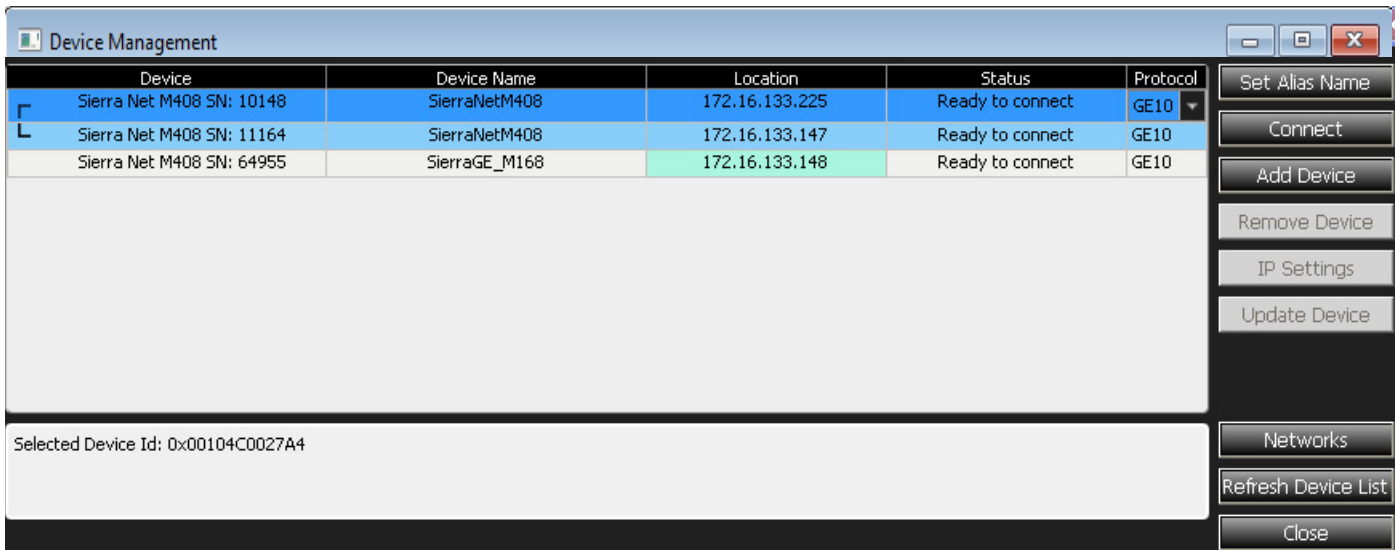 Device Management
Device Device Name Location Status Protocol
Sierra Net M408 SN: 10148 SierraNetM408 172.16.133.225 Ready to connect GE10
Sierra Net M408 SN: 11164 SierraNetM408 172.16.133.147 Ready to connect GE10
Sierra Net M408 SN: 64955 SierraGE_M168 172.16.133.148 Ready to connect GE10
Set Alias Name
Connect
Add Device
Remove Device
IP Settings
Update Device
Selected Device Id: 0x00104C0027A4
Networks
Refresh Device List
Close